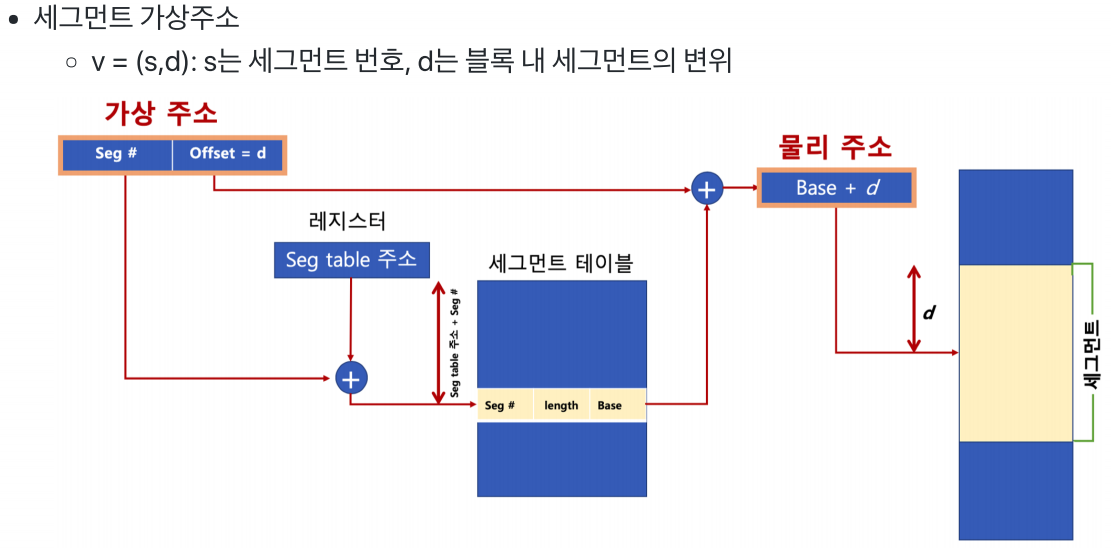 • 세그먼트 가상주소
○ v = (s,d): s는 세그먼트 번호, d는 블록 내 세그먼트의 변위
가상 주소
Seg # Offset = d
물리 주소
Base + d
레지스터
Seg table 주소
세그먼트 테이블
Seg table 주소 + Seg #
Seg # length Base
d
세그먼트